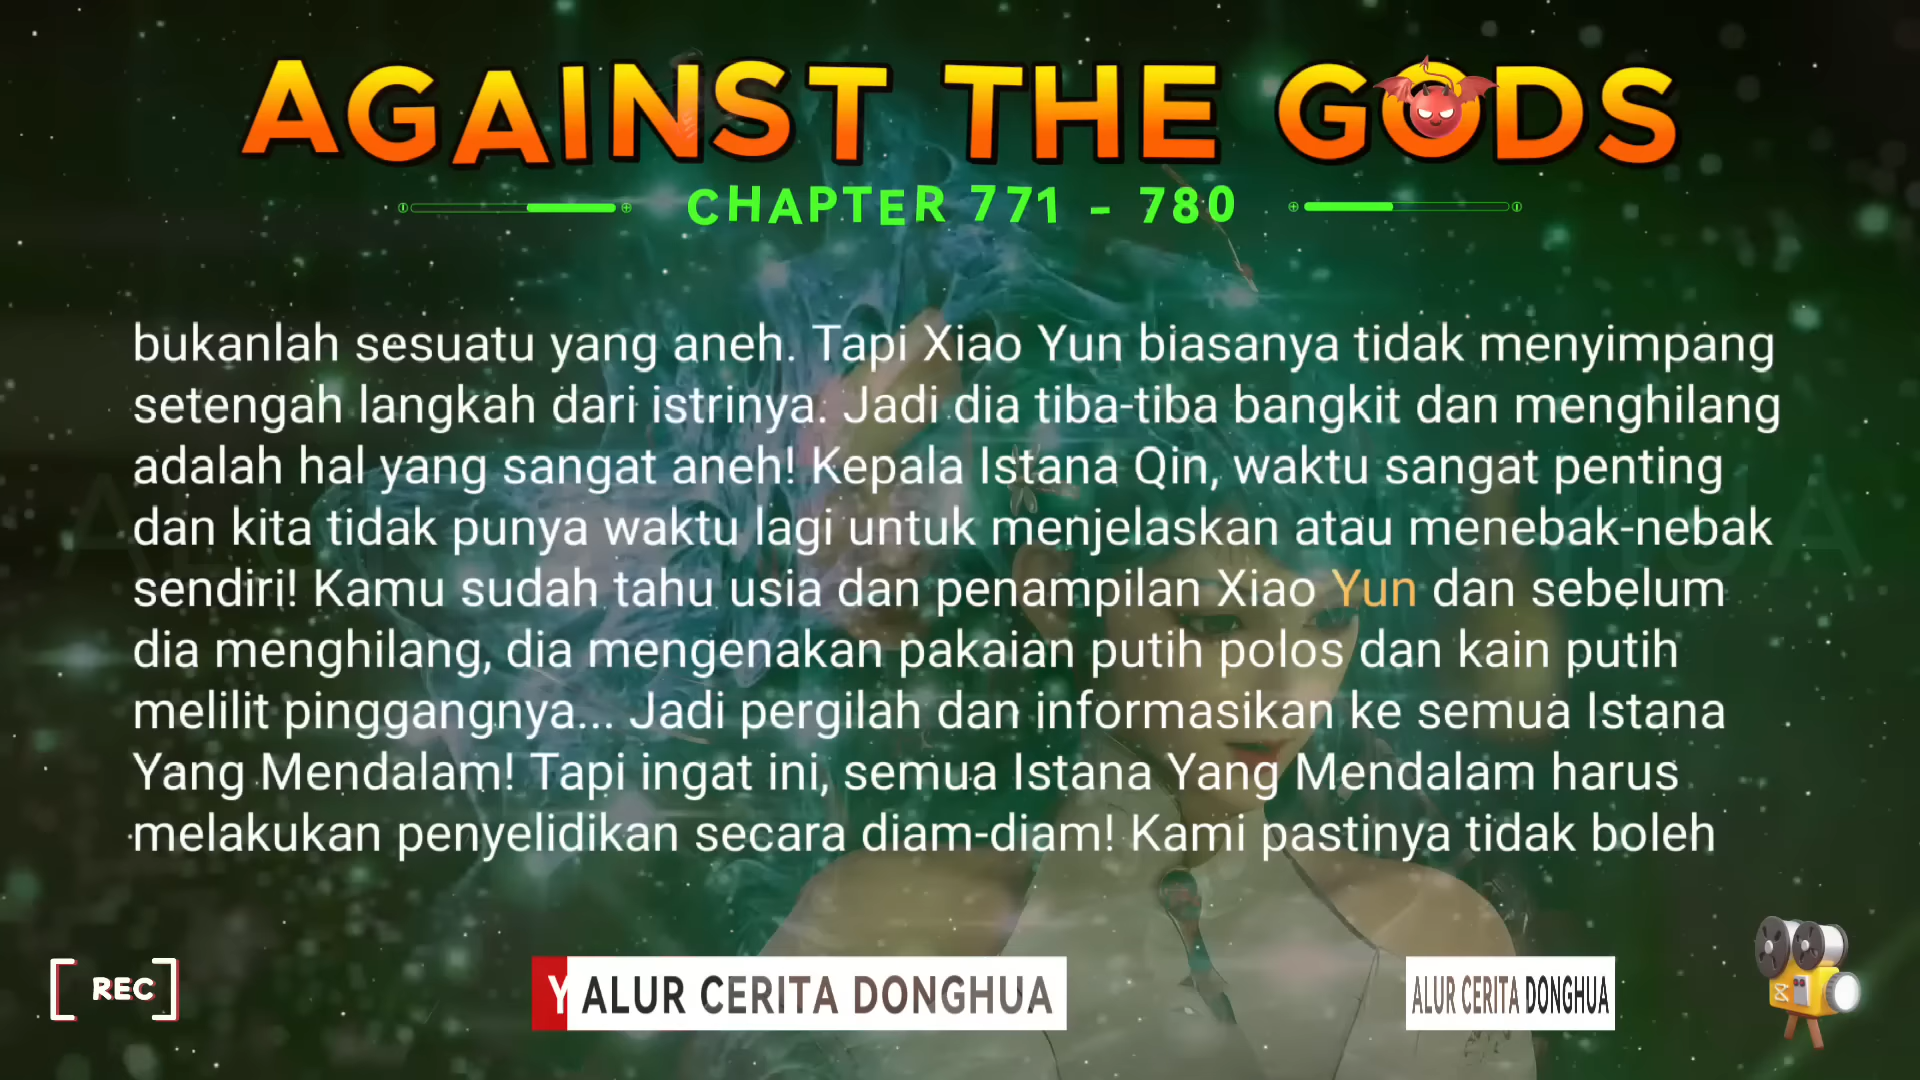 AGAINST THE GODS
CHAPTER 771 - 780
bukanlah sesuatu yang aneh. Tapi Xiao Yun biasanya tidak menyimpang
setengah langkah dari istrinya. Jadi dia tiba-tiba bangkit dan menghilang
adalah hal yang sangat aneh! Kepala Istana Qin, waktu sangat penting
dan kita tidak punya waktu lagi untuk menjelaskan atau menebak-nebak
sendiri! Kamu sudah tahu usia dan penampilan Xiao Yun dan sebelum
dia menghilang, dia mengenakan pakaian putih polos dan kain putih
melilit pinggangnya... Jadi pergilah dan informasikan ke semua Istana
Yang Mendalam! Tapi ingat ini, semua Istana Yang Mendalam harus
melakukan penyelidikan secara diam-diam! Kami pastinya tidak boleh
REC
Y ALUR CERITA DONGHUA
ALUR CERITA DONGHUA